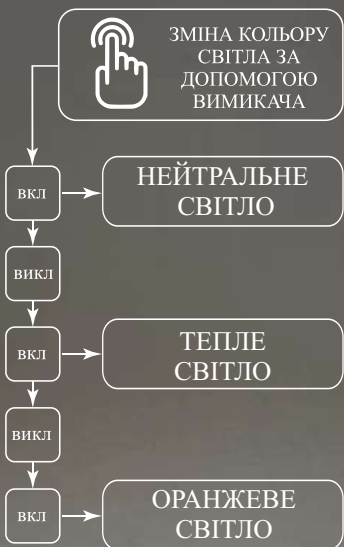 ЗМІНА КОЛЬОРУ
СВІТЛА ЗА
ДОПОМОГОЮ
ВИМИКАЧА
ВКЛ
НЕЙТРАЛЬНЕ
СВІТЛО
ВИКЛ
ВКЛ
ТЕПЛЕ
СВІТЛО
ВИКЛ
ВКЛ
ОРАНЖЕВЕ
СВІТЛО